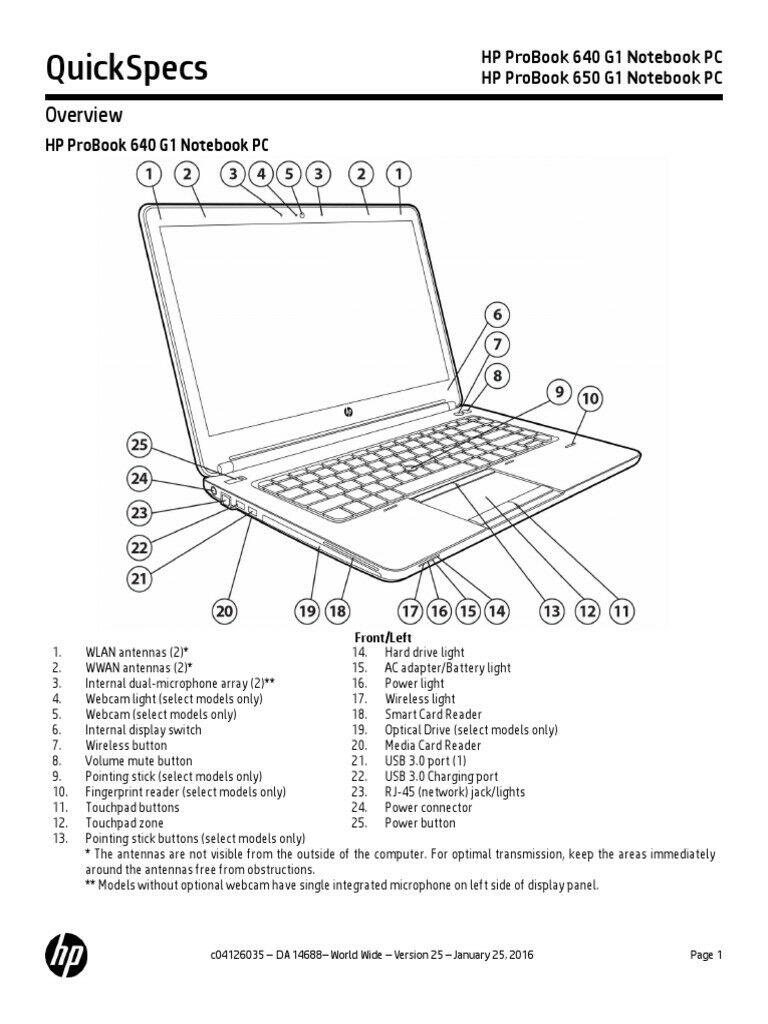 QuickSpecs
HP ProBook 640 G1 Notebook PC
HP ProBook 650 G1 Notebook PC
Overview
HP ProBook 640 G1 Notebook PC
1 2 3 4 5 3 2 1
6
7
8
9
10
25
24
23
22
21
20 19 18 17 16 15 14 13 12 11
hp
Front/Left
1. WLAN antennas (2)*
2. WWAN antennas (2)*
3. Internal dual-microphone array (2)**
4. Webcam light (select models only)
5. Webcam (select models only)
6. Internal display switch
7. Wireless button
8. Volume mute button
9. Pointing stick (select models only)
10. Fingerprint reader (select models only)
11. Touchpad buttons
12. Touchpad zone
13. Pointing stick buttons (select models only)
14. Hard drive light
15. AC adapter/Battery light
16. Power light
17. Wireless light
18. Smart Card Reader
19. Optical Drive (select models only)
20. Media Card Reader
21. USB 3.0 port (1)
22. USB 3.0 Charging port
23. RJ-45 (network) jack/lights
24. Power connector
25. Power button
* The antennas are not visible from the outside of the computer. For optimal transmission, keep the areas immediately
around the antennas free from obstructions.
** Models without optional webcam have single integrated microphone on left side of display panel.
hp
c04126035 – DA 14688– World Wide – Version 25 – January 25, 2016
Page 1